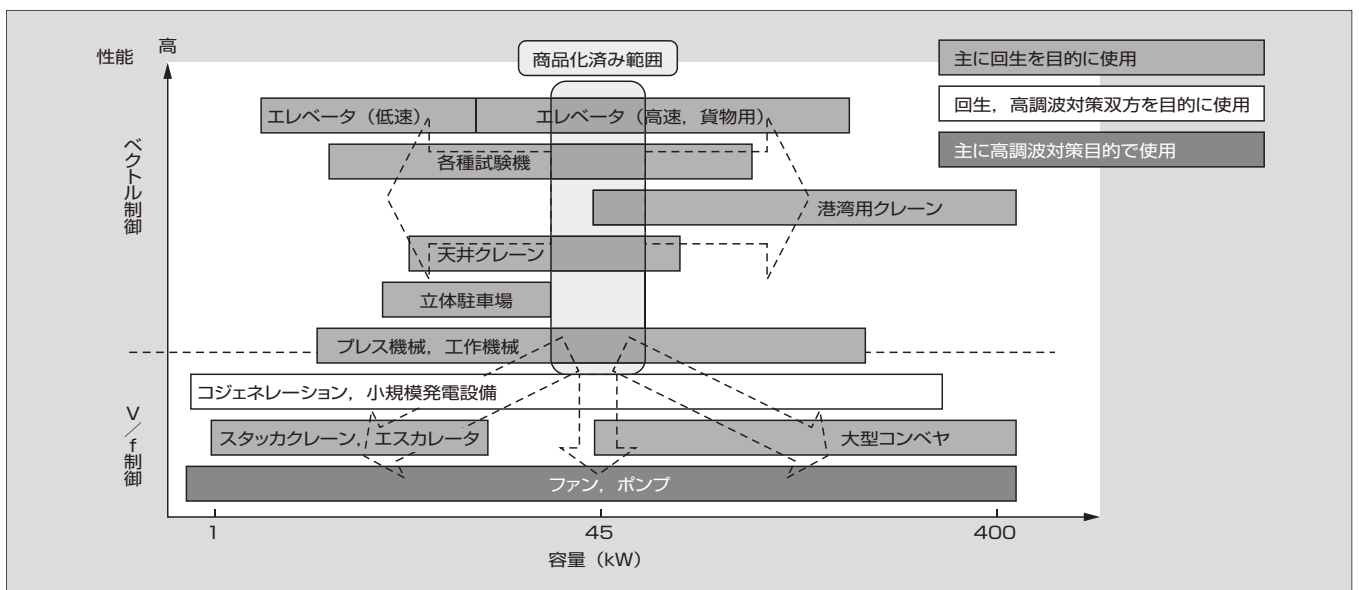 性能
高
商品化済み範囲
主に回生を目的に使用
回生，高調波対策双方を目的に使用
主に高調波対策目的で使用
ベクトル制御
エレベータ（低速）
エレベータ（高速，貨物用）
各種試験機
港湾用クレーン
天井クレーン
立体駐車場
プレス機械，工作機械
V／f制御
コジェネレーション，小規模発電設備
スタッカクレーン，エスカレータ
大型コンベヤ
ファン，ポンプ
1
45
400
容量（kW）